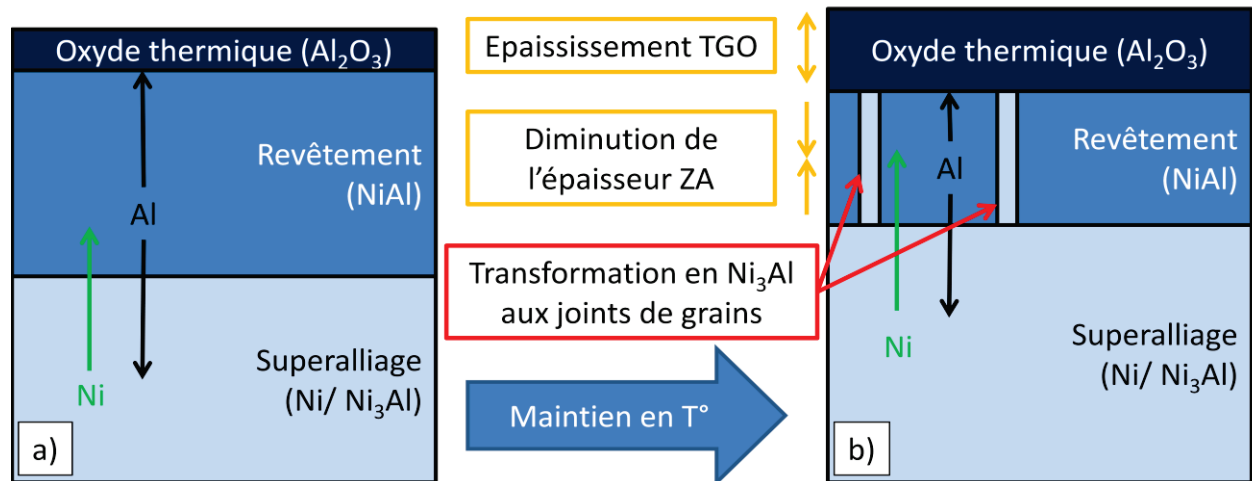 Oxyde thermique (Al₂O₃)
Revêtement
(NiAl)
Al
Ni
Superalliage
(Ni/ Ni₃Al)
a)
Epaississement TGO
Diminution de
l'épaisseur ZA
Transformation en Ni₃Al
aux joints de grains
Maintien en T°
Oxyde thermique (Al₂O₃)
Revêtement
(NiAl)
Al
Ni
Superalliage
(Ni/ Ni₃Al)
b)